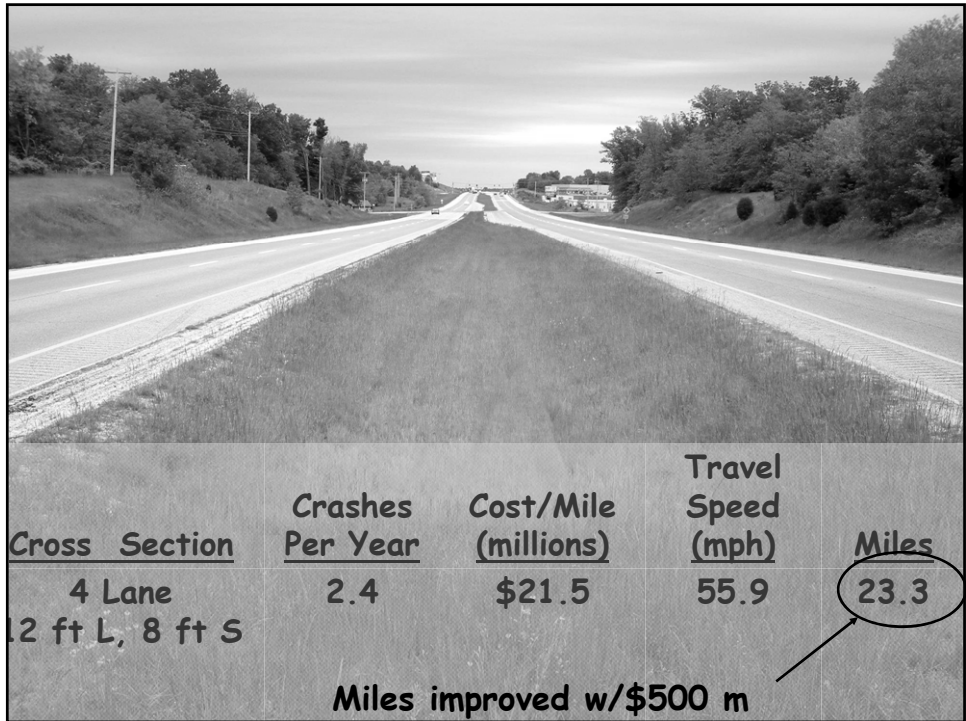 Travel
Crashes Cost/Mile Speed
Cross Section Per Year (millions) (mph) Miles
4 Lane 2.4 $21.5 55.9 23.3
12 ft L, 8 ft S
Miles improved w/$500 m